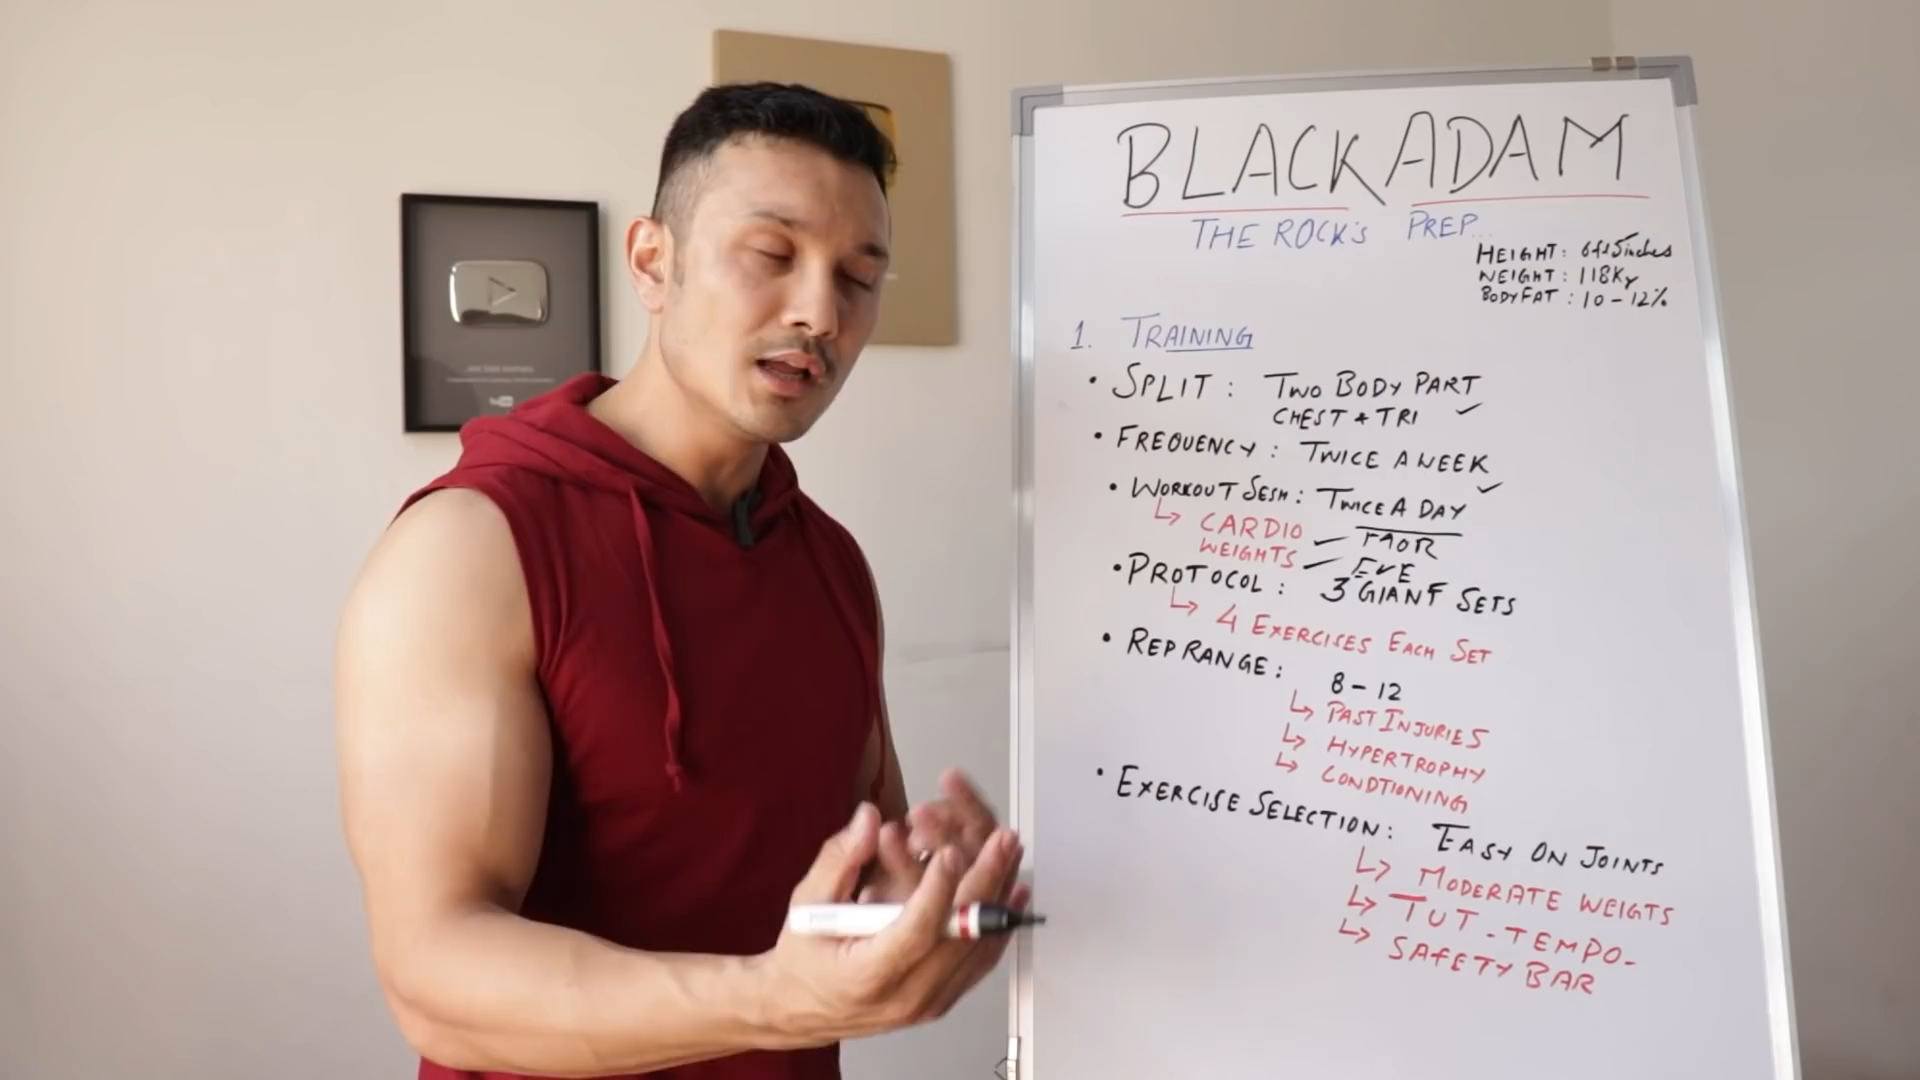 BLACK ADAM
THE ROCK's PREP...
HEIGHT: 6ft 5inches
WEIGHT: 118Kg
BODYFAT: 10-12%
1. TRAINING
• SPLIT: TWO BODY PART
CHEST + TRI
• FREQUENCY: TWICE A WEEK
• WORKOUT SESH: TWICE A DAY
CARDIO
WEIGHTS
EVE
• PROTOCOL: 3 GIANT SETS
4 EXERCISES EACH SET
• REP RANGE: 8-12
PAST INJURIES
HYPERTROPHY
CONDTIONING
• EXERCISE SELECTION: EASY ON JOINTS
MODERATE WEIGTS
TUT - TEMPO -
SAFETY BAR